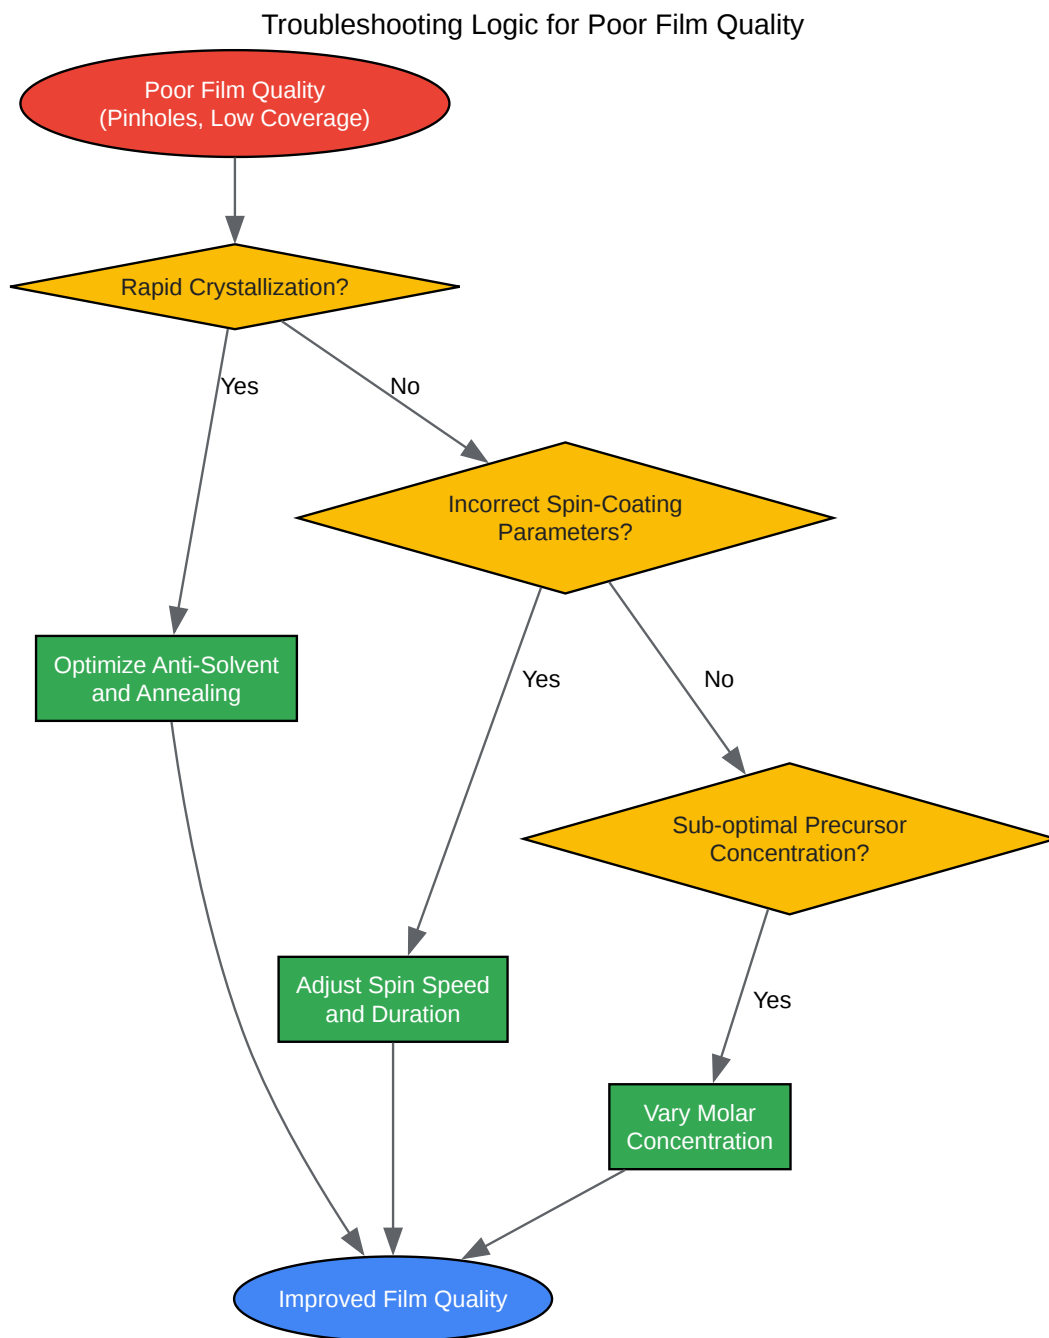 Troubleshooting Logic for Poor Film Quality
Poor Film Quality
(Pinholes, Low Coverage)
Rapid Crystallization?
Yes
No
Incorrect Spin-Coating
Parameters?
Optimize Anti-Solvent
and Annealing
Yes
No
Sub-optimal Precursor
Concentration?
Adjust Spin Speed
and Duration
Yes
Vary Molar
Concentration
Improved Film Quality